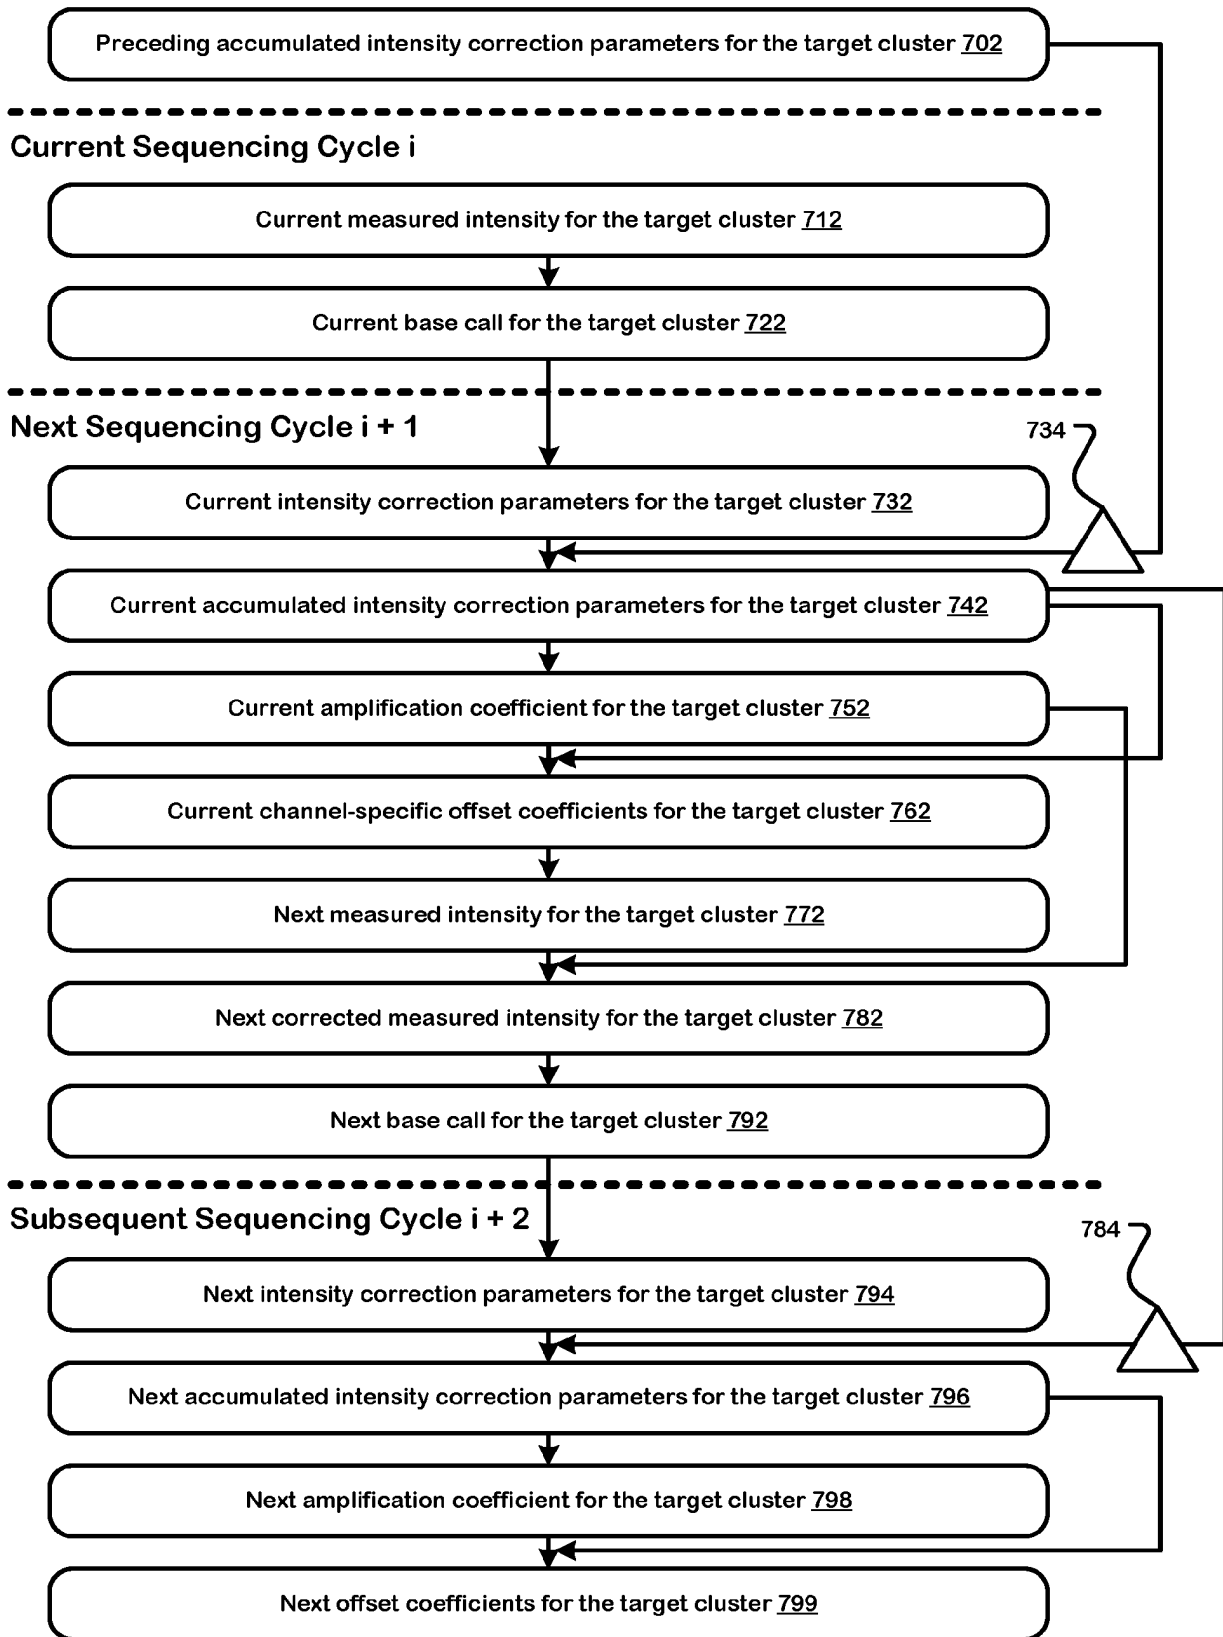 Preceding accumulated intensity correction parameters for the target cluster 702
Current Sequencing Cycle i
Current measured intensity for the target cluster 712
Current base call for the target cluster 722
Next Sequencing Cycle i + 1
734
Current intensity correction parameters for the target cluster 732
Current accumulated intensity correction parameters for the target cluster 742
Current amplification coefficient for the target cluster 752
Current channel-specific offset coefficients for the target cluster 762
Next measured intensity for the target cluster 772
Next corrected measured intensity for the target cluster 782
Next base call for the target cluster 792
Subsequent Sequencing Cycle i + 2
784
Next intensity correction parameters for the target cluster 794
Next accumulated intensity correction parameters for the target cluster 796
Next amplification coefficient for the target cluster 798
Next offset coefficients for the target cluster 799